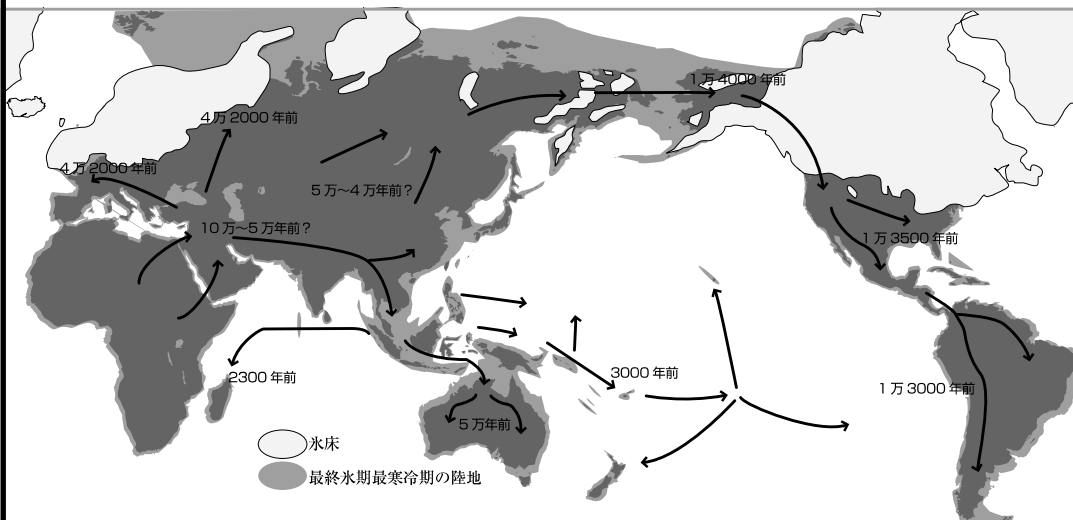 1万4000年前
4万2000年前
4万2000年前
5万〜4万年前？
10万〜5万年前？
1万3500年前
2300年前
3000年前
1万3000年前
5万年前
氷床
最終氷期最寒冷期の陸地